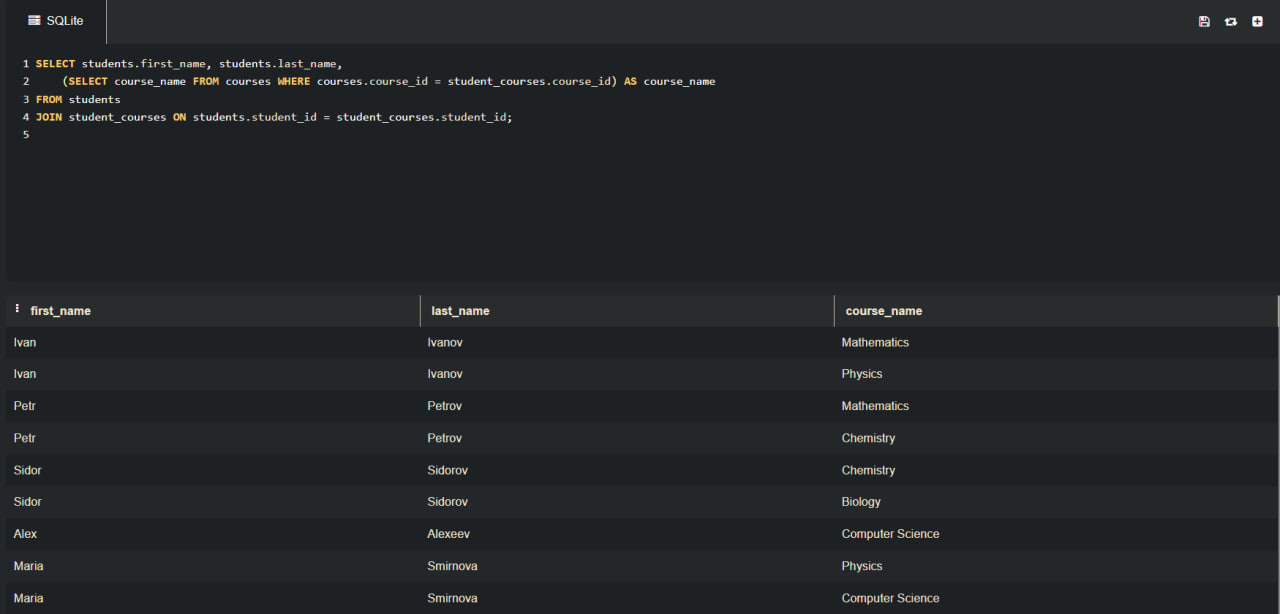 SQLite
1 SELECT students.first_name, students.last_name,
2 (SELECT course_name FROM courses WHERE courses.course_id = student_courses.course_id) AS course_name
3 FROM students
4 JOIN student_courses ON students.student_id = student_courses.student_id;
5
first_name last_name course_name
Ivan Ivanov Mathematics
Ivan Ivanov Physics
Petr Petrov Mathematics
Petr Petrov Chemistry
Sidor Sidorov Chemistry
Sidor Sidorov Biology
Alex Alexeev Computer Science
Maria Smirnova Physics
Maria Smirnova Computer Science